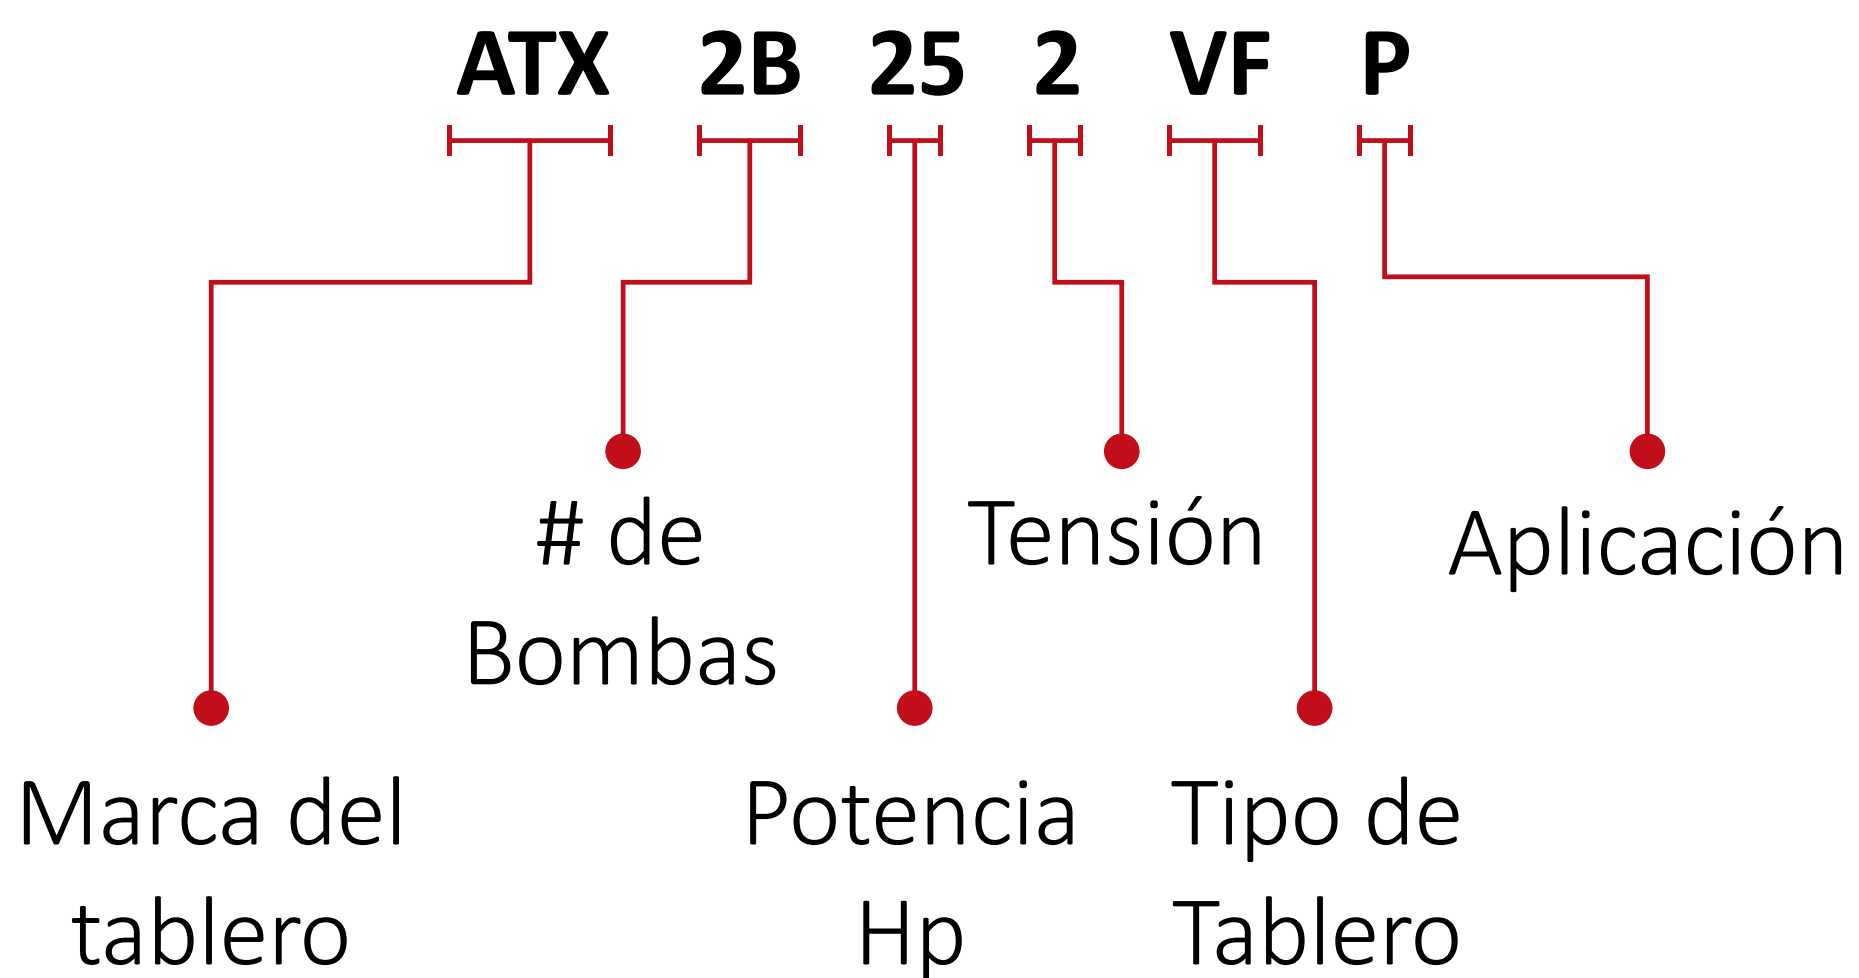 ATX 2B 25 2 VF P
# de
Bombas
Tensión
Aplicación
Marca del
tablero
Potencia
Hp
Tipo de
Tablero